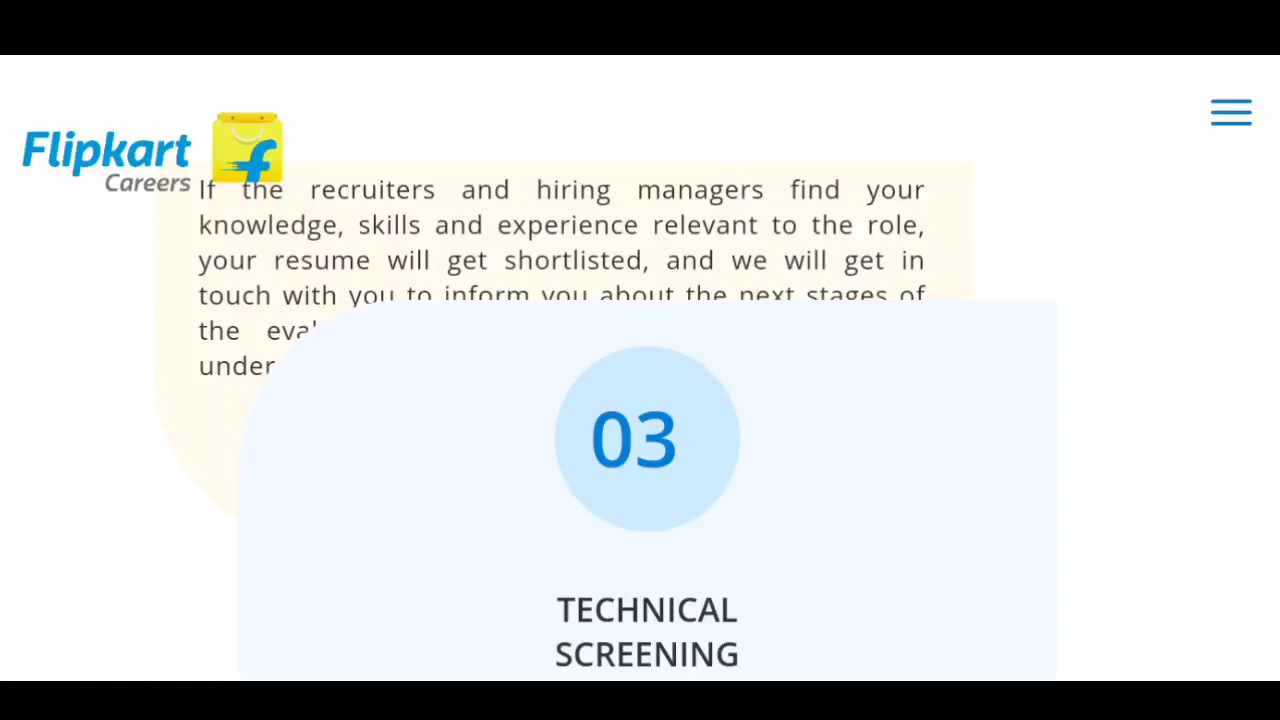 Flipkart
Careers
If the recruiters and hiring managers find your
knowledge, skills and experience relevant to the role,
your resume will get shortlisted, and we will get in
touch with you to inform you about the next stages of
the
under
03
TECHNICAL
SCREENING